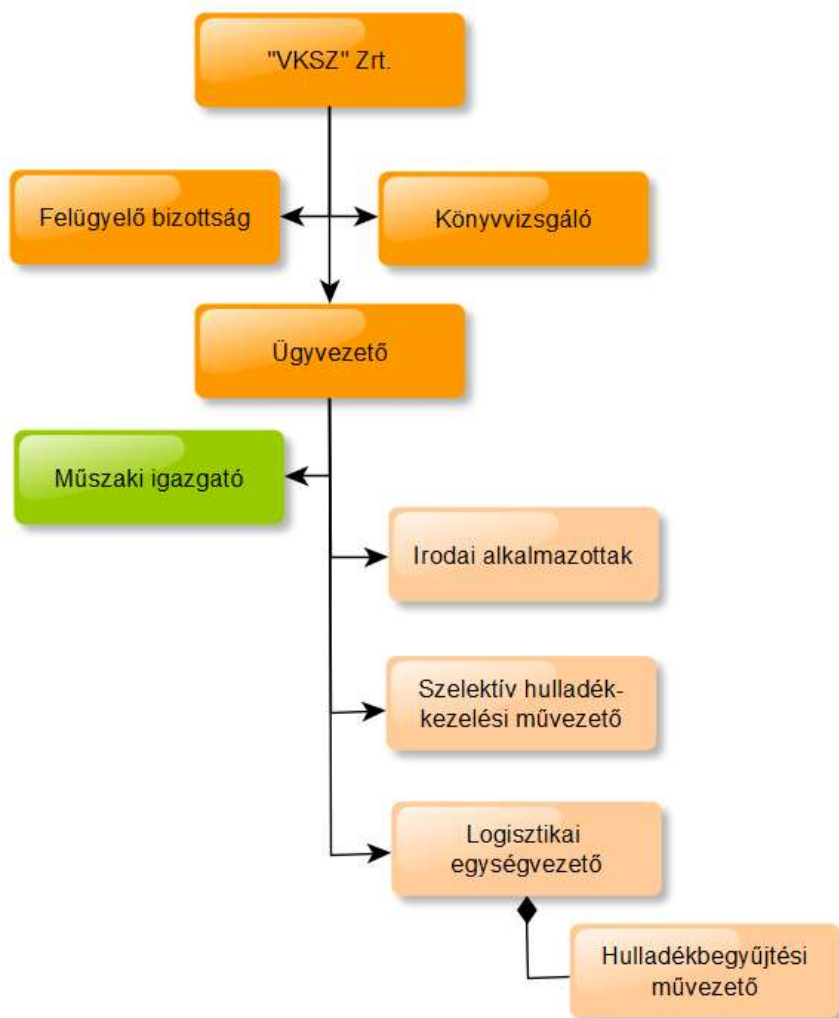 "VKSZ" Zrt.
Felügyelő bizottság
Könyvvizsgáló
Ügyvezető
Műszaki igazgató
Irodai alkalmazottak
Szelektív hulladék-
kezelési művezető
Logisztikai
egységvezető
Hulladékbegyűjtési
művezető